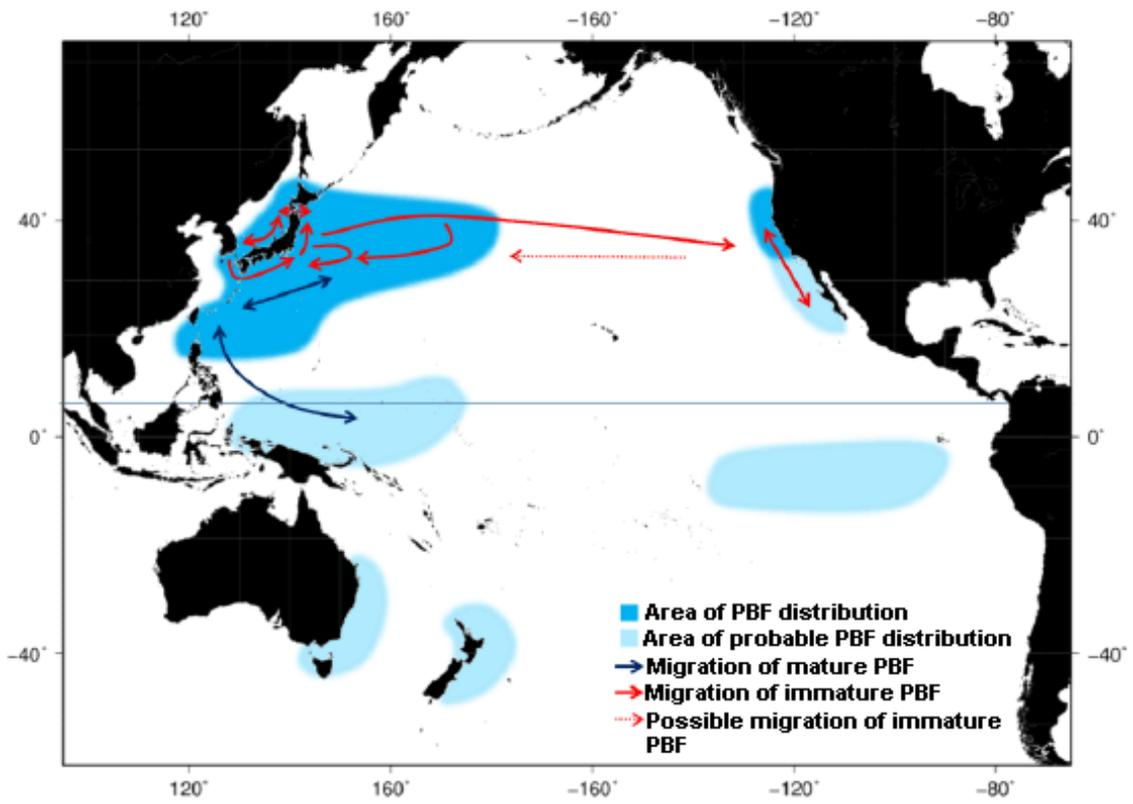 120° 160° −160° −120° −80°
40° 40°
0° 0°
−40° −40°
Area of PBF distribution
Area of probable PBF distribution
Migration of mature PBF
Migration of immature PBF
Possible migration of immature
PBF
120° 160° −160° −120° −80°